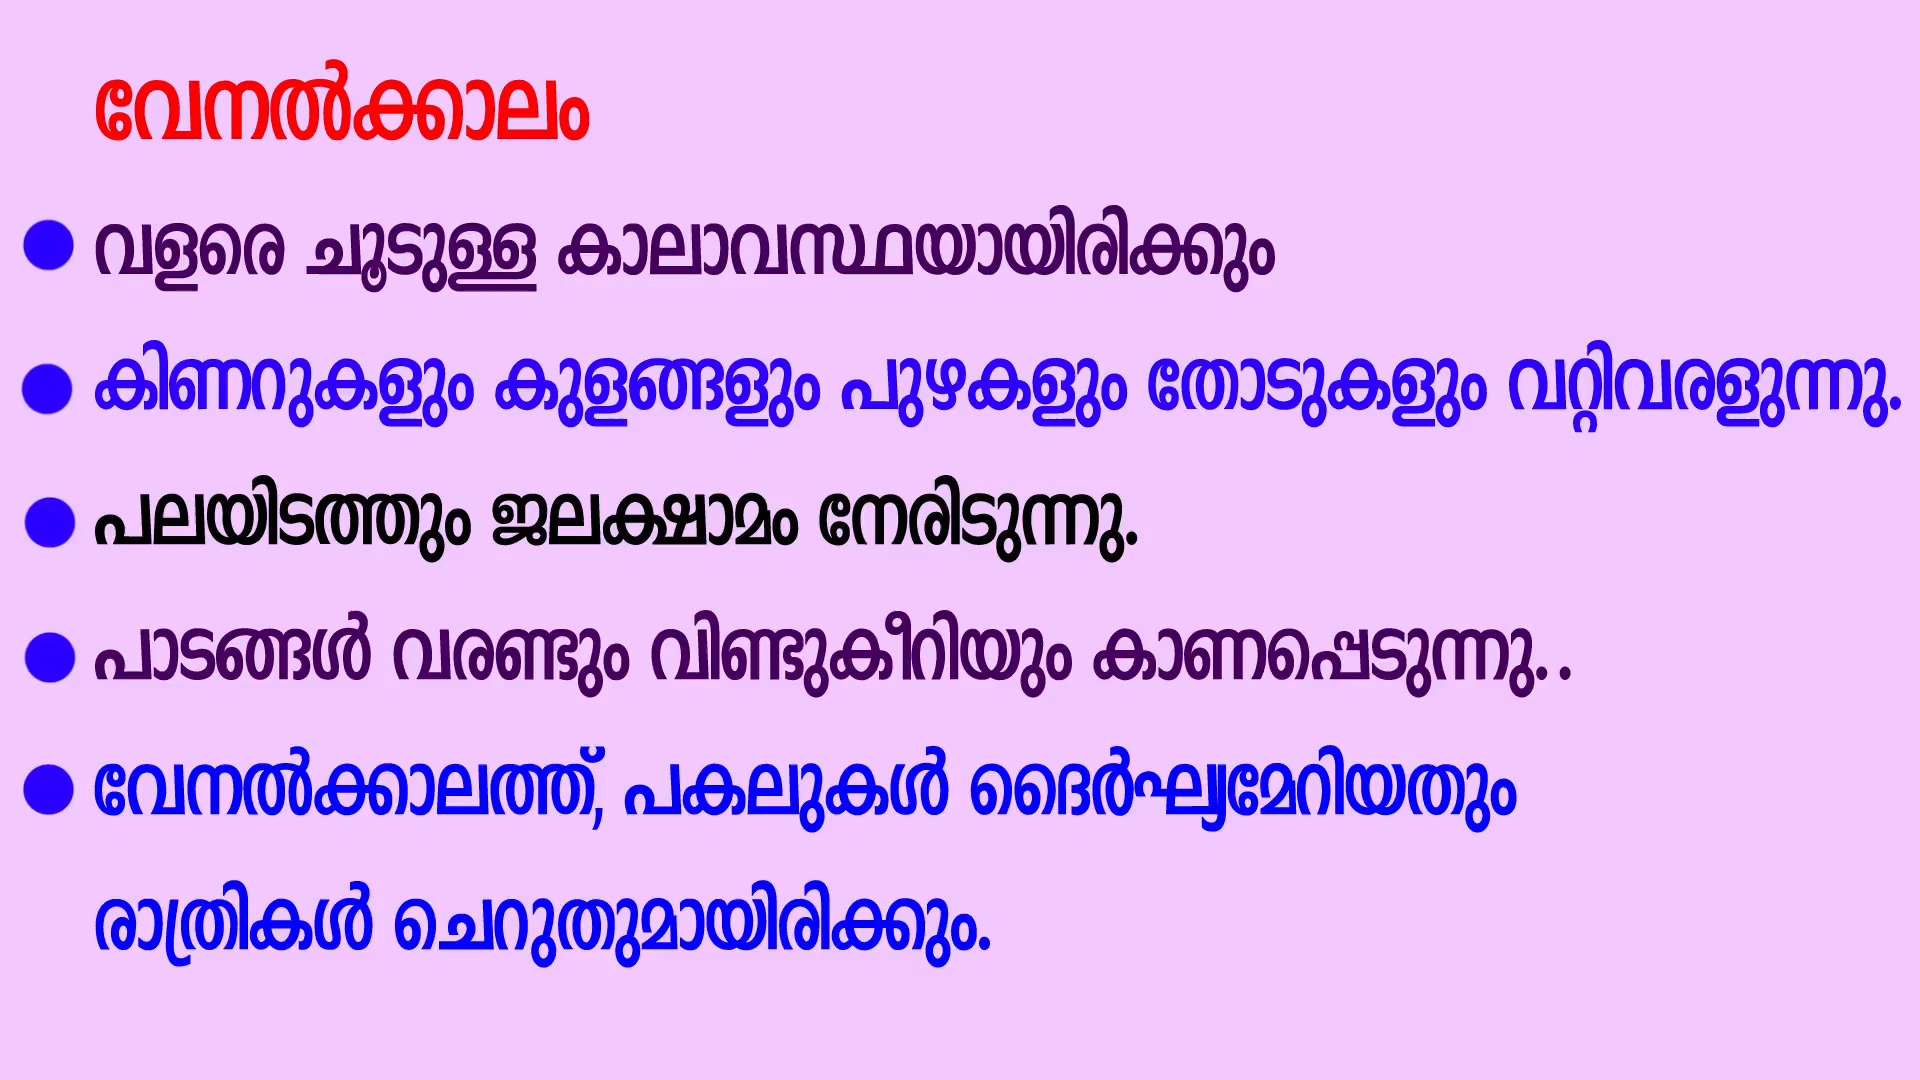 വേനൽക്കാലം
വളരെ ചൂടുള്ള കാലാവസ്ഥയായിരിക്കും
കിണറുകളും കുളങ്ങളും പുഴകളും തോടുകളും വറ്റിവരളുന്നു.
പലയിടത്തും ജലക്ഷാമം നേരിടുന്നു.
പാടങ്ങൾ വരണ്ടും വിണ്ടുകീറിയും കാണപ്പെടുന്നു..
വേനൽക്കാലത്ത്, പകലുകൾ ദൈർഘ്യമേറിയതും
രാത്രികൾ ചെറുതുമായിരിക്കും.